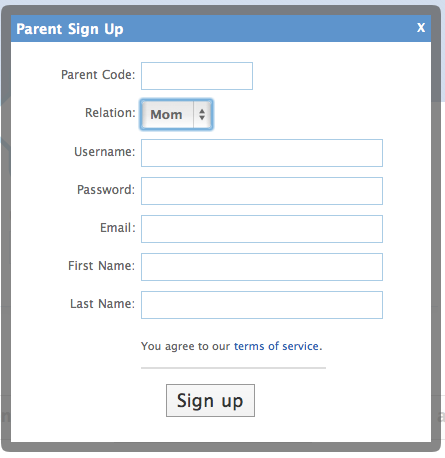 Parent Sign Up X
Parent Code:
Relation: Mom
Username:
Password:
Email:
First Name:
Last Name:
You agree to our terms of service.
Sign up